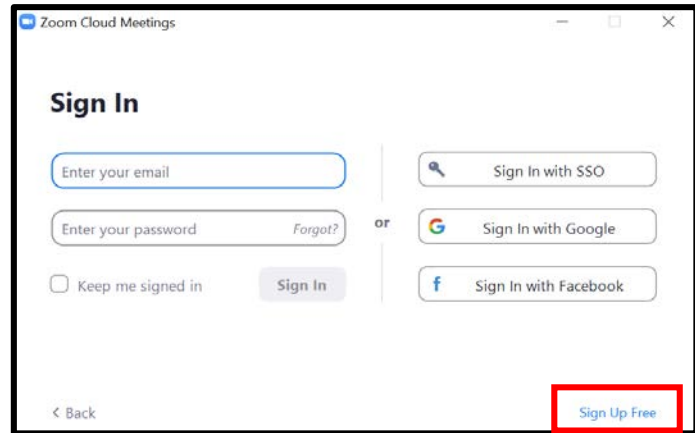 Zoom Cloud Meetings
Sign In
Enter your email
Enter your password Forgot?
Keep me signed in Sign In
or
Sign In with SSO
Sign In with Google
Sign In with Facebook
< Back
Sign Up Free